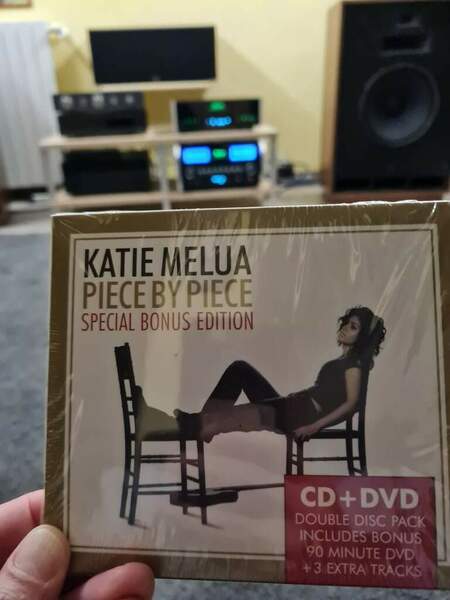 KATIE MELUA
PIECE BY PIECE
SPECIAL BONUS EDITION
CD + DVD
DOUBLE DISC PACK
INCLUDES BONUS
90 MINUTE DVD
+3 EXTRA TRACKS